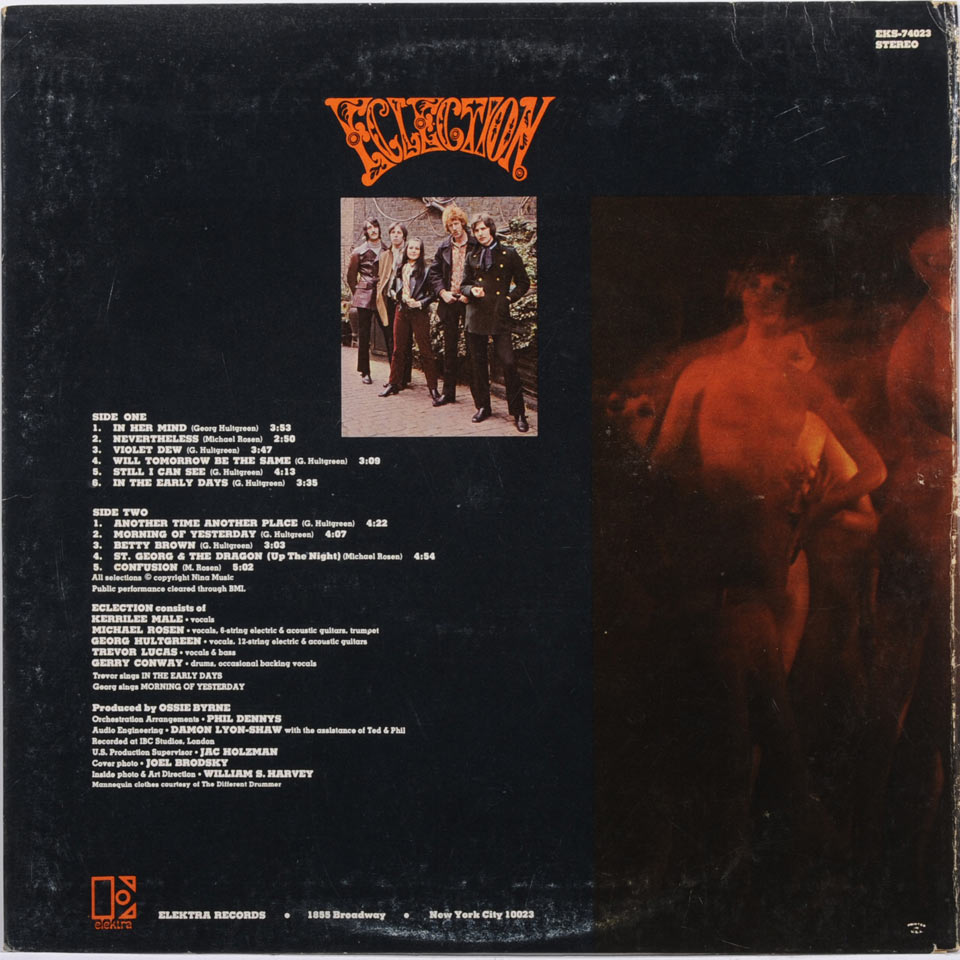 EKS-74023
STEREO
ECLECTION
SIDE ONE
1. IN HER MIND (Georg Hultgreen) 3:53
2. NEVERTHELESS (Michael Rosen) 2:50
3. VIOLET DEW (G. Hultgreen) 3:47
4. WILL TOMORROW BE THE SAME (G. Hultgreen) 3:09
5. STILL I CAN SEE (G. Hultgreen) 4:13
6. IN THE EARLY DAYS (G. Hultgreen) 3:35
SIDE TWO
1. ANOTHER TIME ANOTHER PLACE (G. Hultgreen) 4:22
2. MORNING OF YESTERDAY (G. Hultgreen) 4:07
3. BETTY BROWN (G. Hultgreen) 3:03
4. ST. GEORG & THE DRAGON (Up The Night) (Michael Rosen) 4:54
5. CONFUSION (M. Rosen) 5:02
All selections © copyright Nina Music
Public performance cleared through BMI.
ECLECTION consists of
KERRILEE MALE • vocals
MICHAEL ROSEN • vocals, 6-string electric & acoustic guitars, trumpet
GEORG HULTGREEN • vocals, 12-string electric & acoustic guitars
TREVOR LUCAS • vocals & bass
GERRY CONWAY • drums, occasional backing vocals
Trevor sings IN THE EARLY DAYS
Georg sings MORNING OF YESTERDAY
Produced by OSSIE BYRNE
Orchestration Arrangements • PHIL DENNYS
Audio Engineering • DAMON LYON-SHAW with the assistance of Ted & Phil
Recorded at IBC Studios, London
U.S. Production Supervisor • JAC HOLZMAN
Cover photo • JOEL BRODSKY
Inside photo & Art Direction • WILLIAM S. HARVEY
Mannequin clothes courtesy of The Different Drummer
elektra
ELEKTRA RECORDS • 1855 Broadway • New York City 10023
PRINTED
IN
U.S.A.